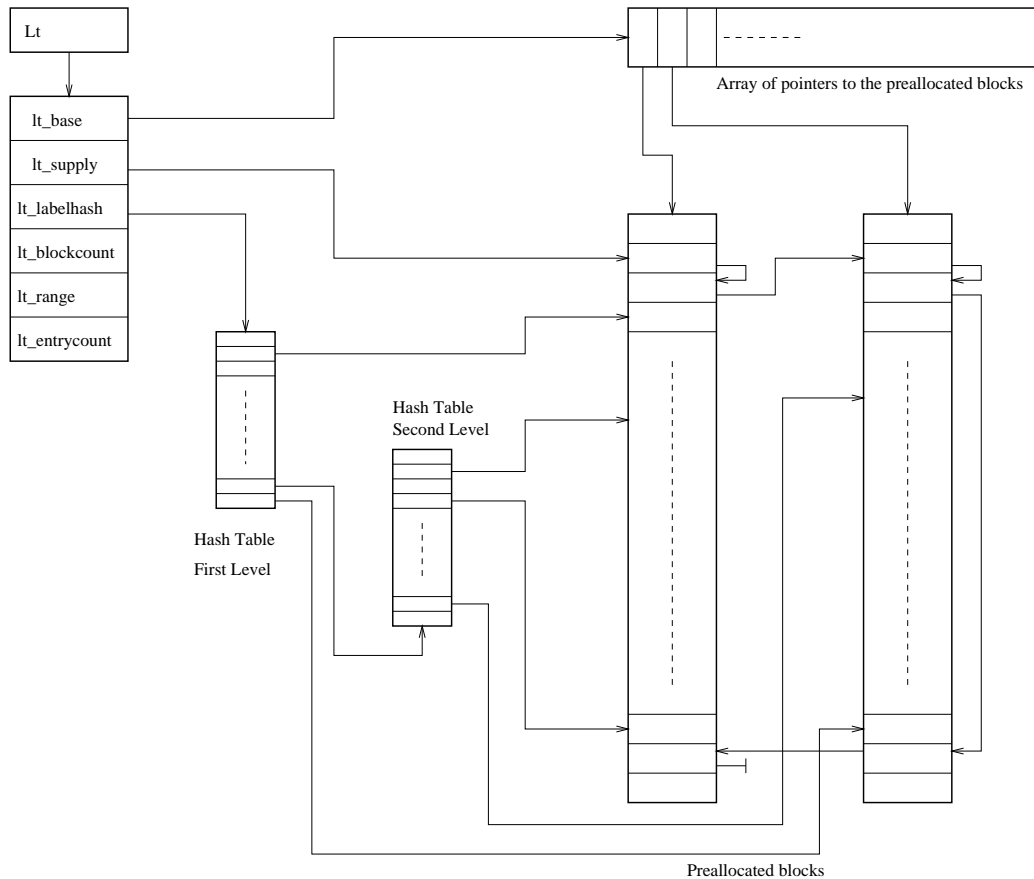 Lt
Array of pointers to the preallocated blocks
lt_base
lt_supply
lt_labelhash
lt_blockcount
lt_range
lt_entrycount
Hash Table
Second Level
Hash Table
First Level
Preallocated blocks